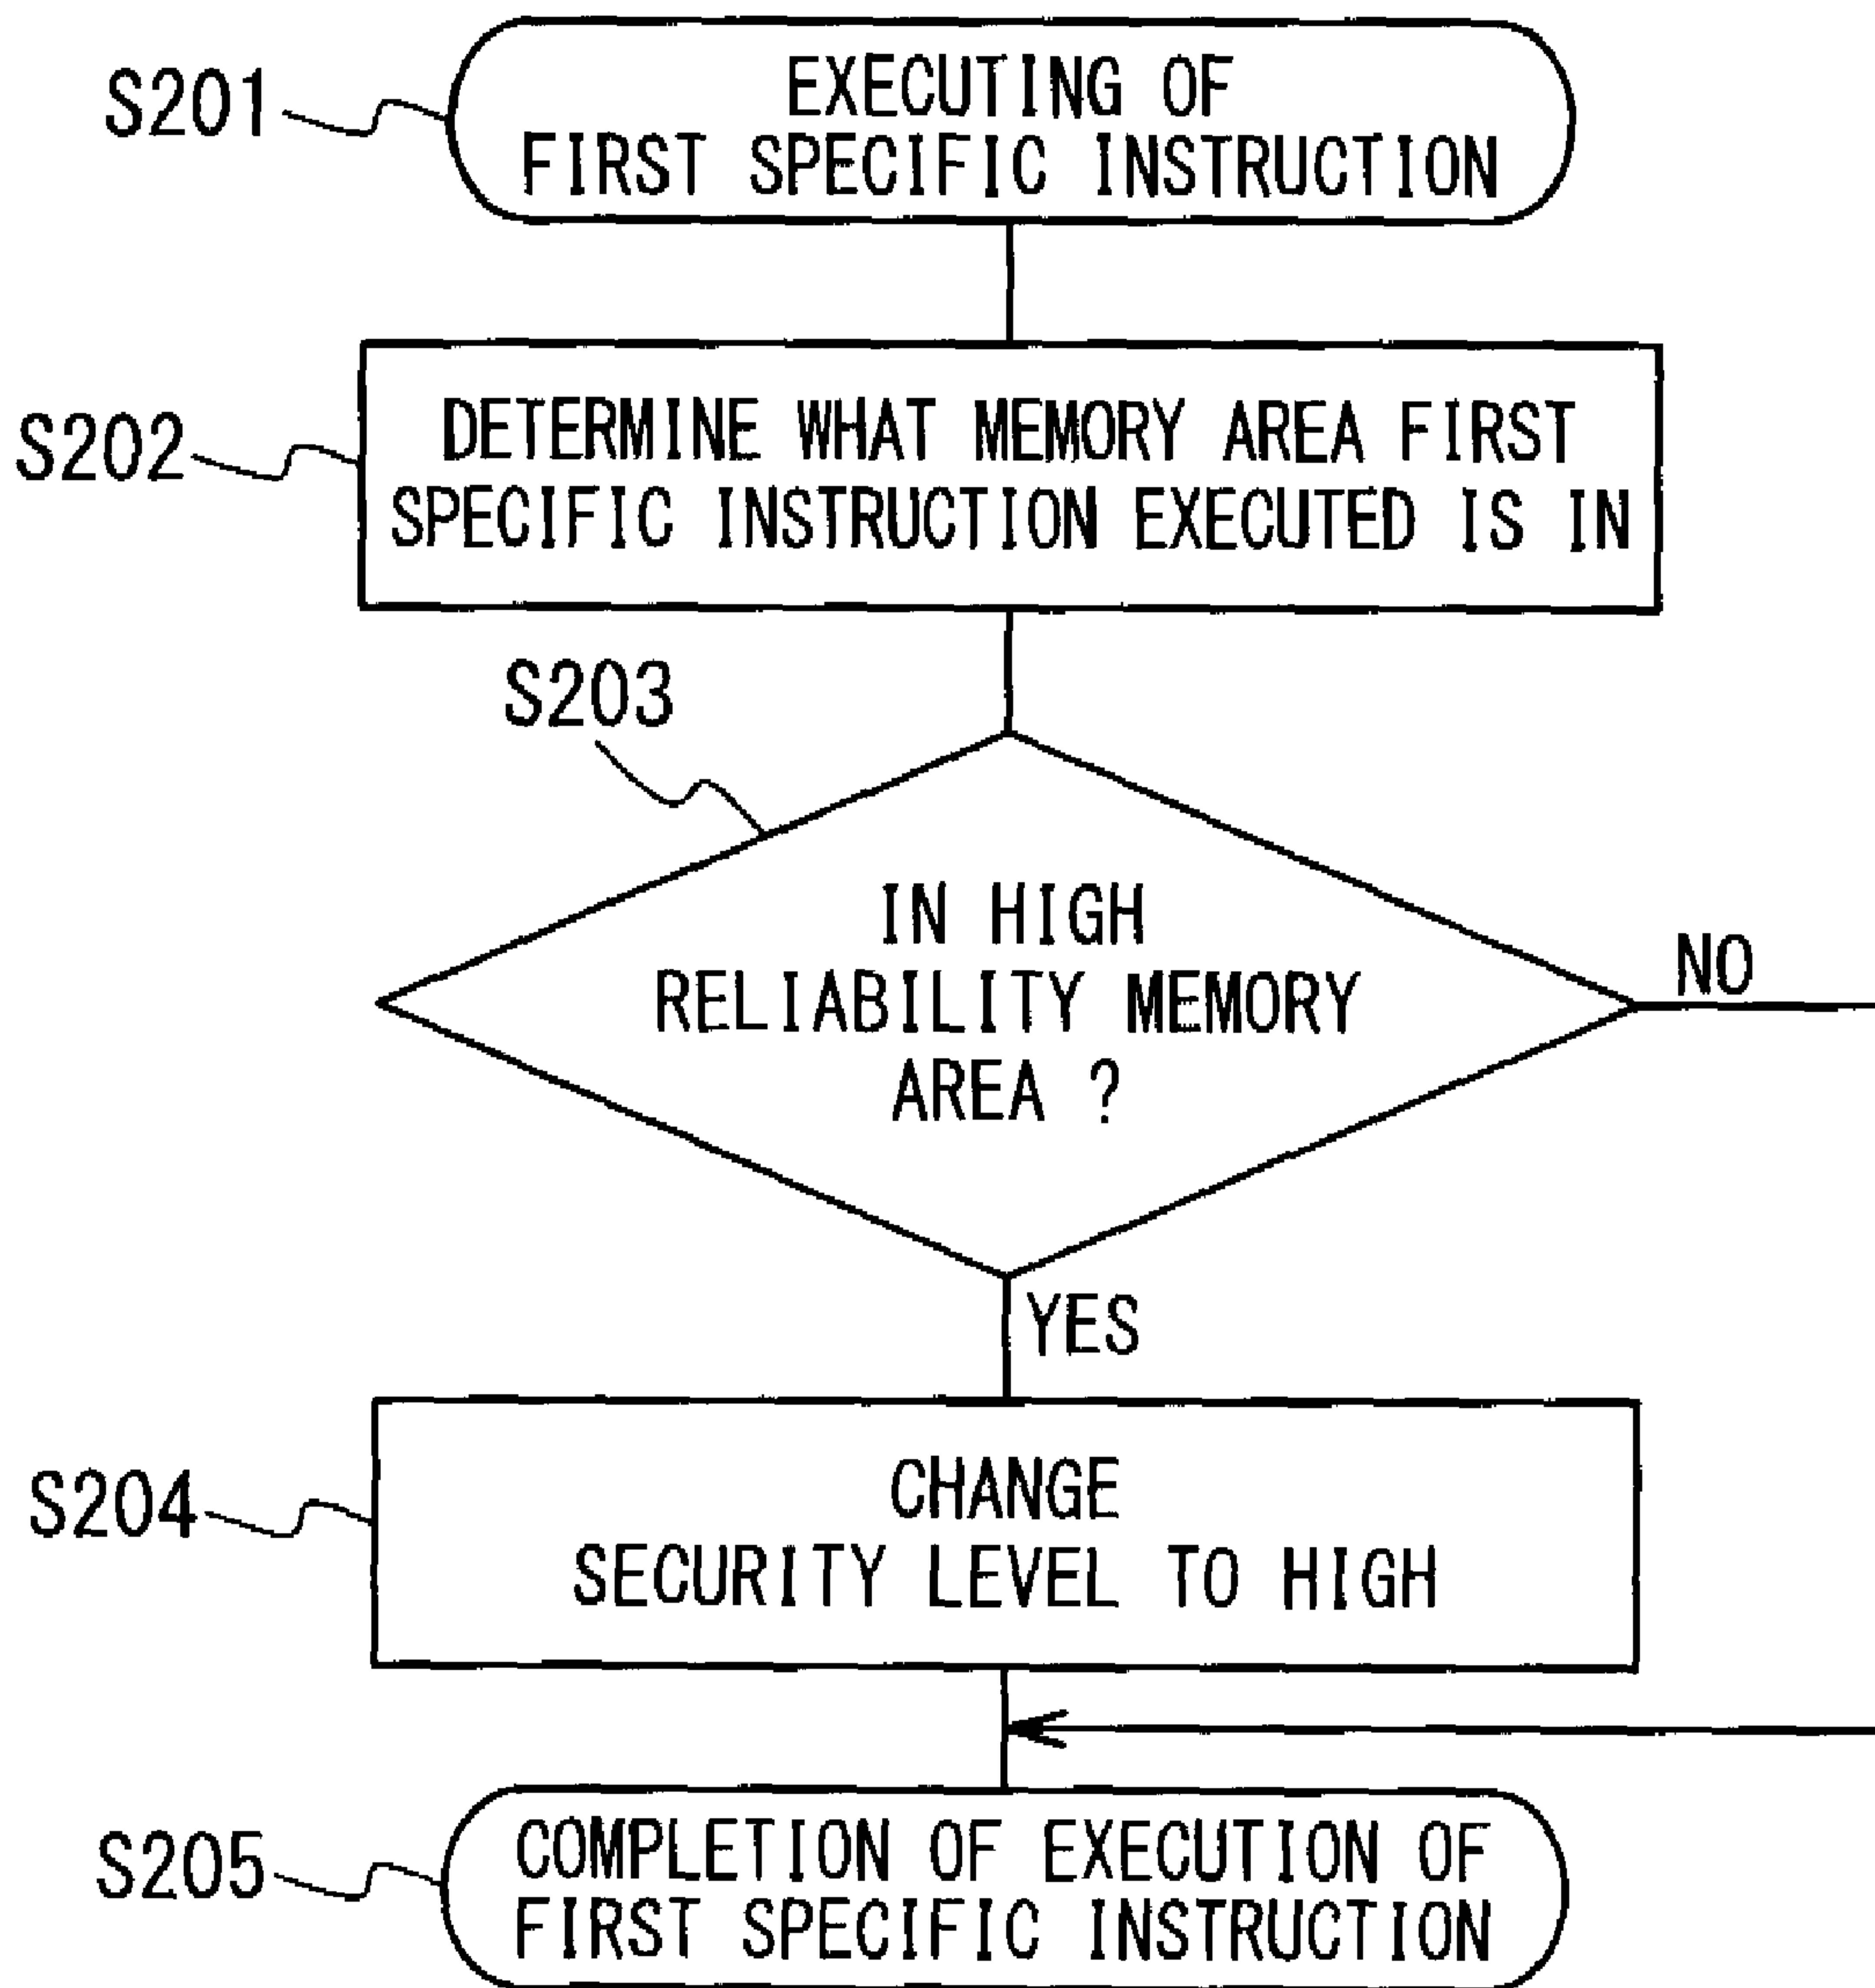 S201
EXECUTING OF
FIRST SPECIFIC INSTRUCTION
S202
DETERMINE WHAT MEMORY AREA FIRST
SPECIFIC INSTRUCTION EXECUTED IS IN
S203
IN HIGH
RELIABILITY MEMORY
AREA ?
NO
YES
S204
CHANGE
SECURITY LEVEL TO HIGH
S205
COMPLETION OF EXECUTION OF
FIRST SPECIFIC INSTRUCTION